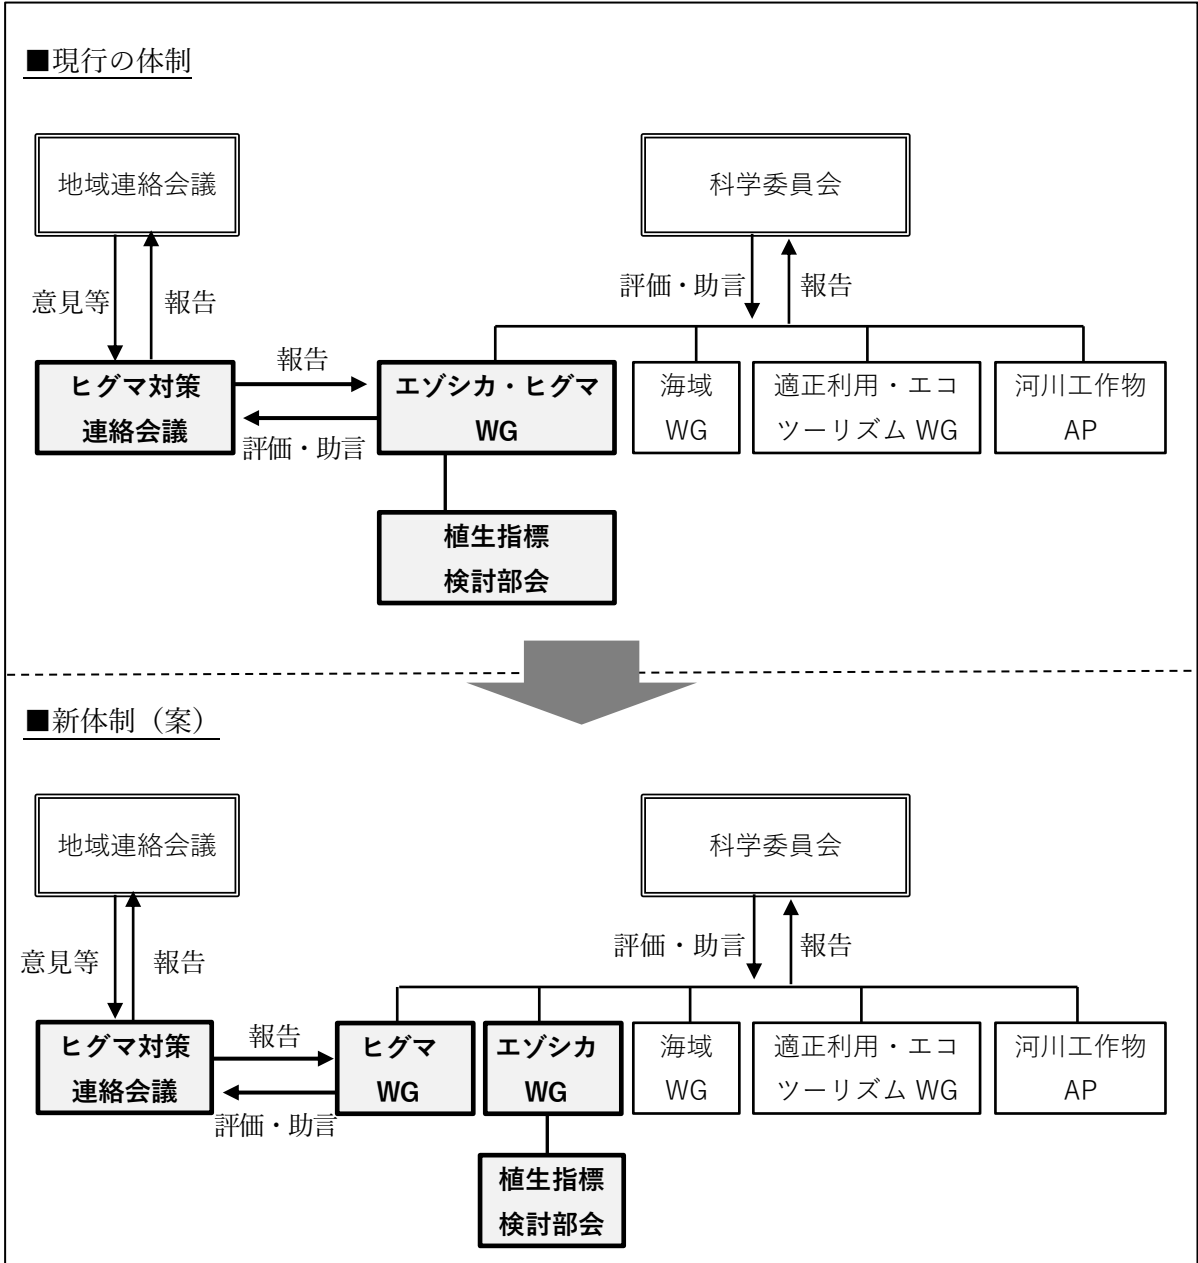 ■現行の体制
地域連絡会議
科学委員会
意見等
報告
評価・助言
報告
ヒグマ対策
連絡会議
報告
評価・助言
エゾシカ・ヒグマ
WG
海域
WG
適正利用・エコ
ツーリズム WG
河川工作物
AP
植生指標
検討部会
■新体制（案）
地域連絡会議
科学委員会
意見等
報告
評価・助言
報告
ヒグマ対策
連絡会議
報告
評価・助言
ヒグマ
WG
エゾシカ
WG
海域
WG
適正利用・エコ
ツーリズム WG
河川工作物
AP
植生指標
検討部会